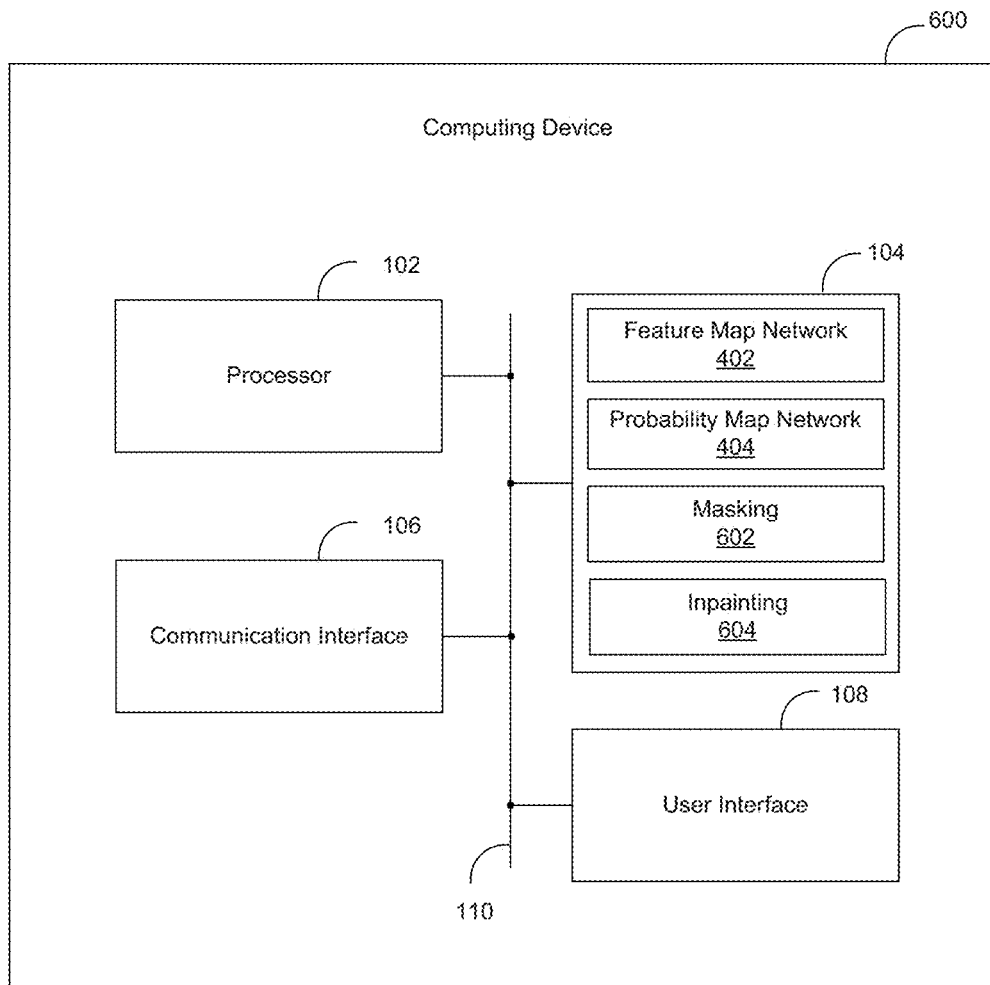 600
Computing Device
102
Processor
104
Feature Map Network
402
Probability Map Network
404
Masking
602
Inpainting
604
106
Communication Interface
108
User Interface
110